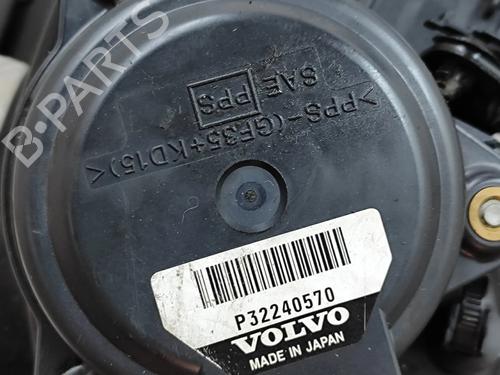 B-PARTS
SAE PPS
>PPS-(GF35+KD15)<
P32240570
VOLVO
MADE IN JAPAN